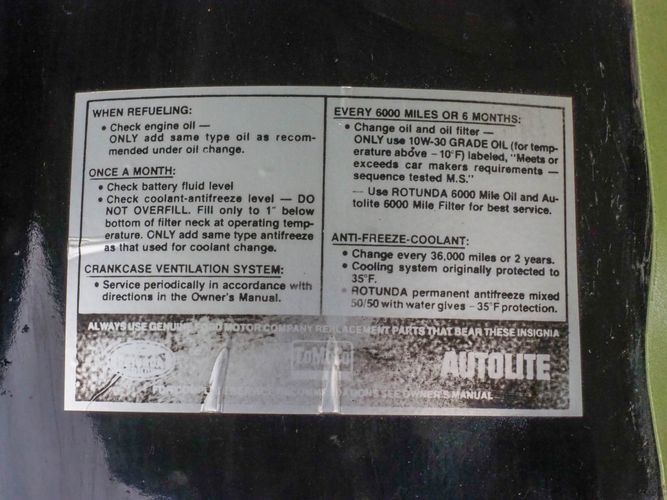 WHEN REFUELING:
• Check engine oil —
ONLY add same type oil as recom-
mended under oil change.
ONCE A MONTH:
• Check battery fluid level
• Check coolant-antifreeze level — DO
NOT OVERFILL. Fill only to 1" below
bottom of filter neck at operating temp-
erature. ONLY add same type antifreeze
as that used for coolant change.
CRANKCASE VENTILATION SYSTEM:
• Service periodically in accordance with
directions in the Owner's Manual.
EVERY 6000 MILES OR 6 MONTHS:
• Change oil and oil filter —
ONLY use 10W-30 GRADE OIL (for temp-
erature above −10°F) labeled, "Meets or
exceeds car makers requirements —
sequence tested M.S."
— Use ROTUNDA 6000 Mile Oil and Au-
tolite 6000 Mile Filter for best service.
ANTI-FREEZE-COOLANT:
• Change every 36,000 miles or 2 years.
• Cooling system originally protected to
35°F.
• ROTUNDA permanent antifreeze mixed
50/50 with water gives −35°F protection.
ALWAYS USE GENUINE FORD MOTOR COMPANY REPLACEMENT PARTS THAT BEAR THESE INSIGNIA
FoMoCo
AUTOLITE
SEE OWNER'S MANUAL